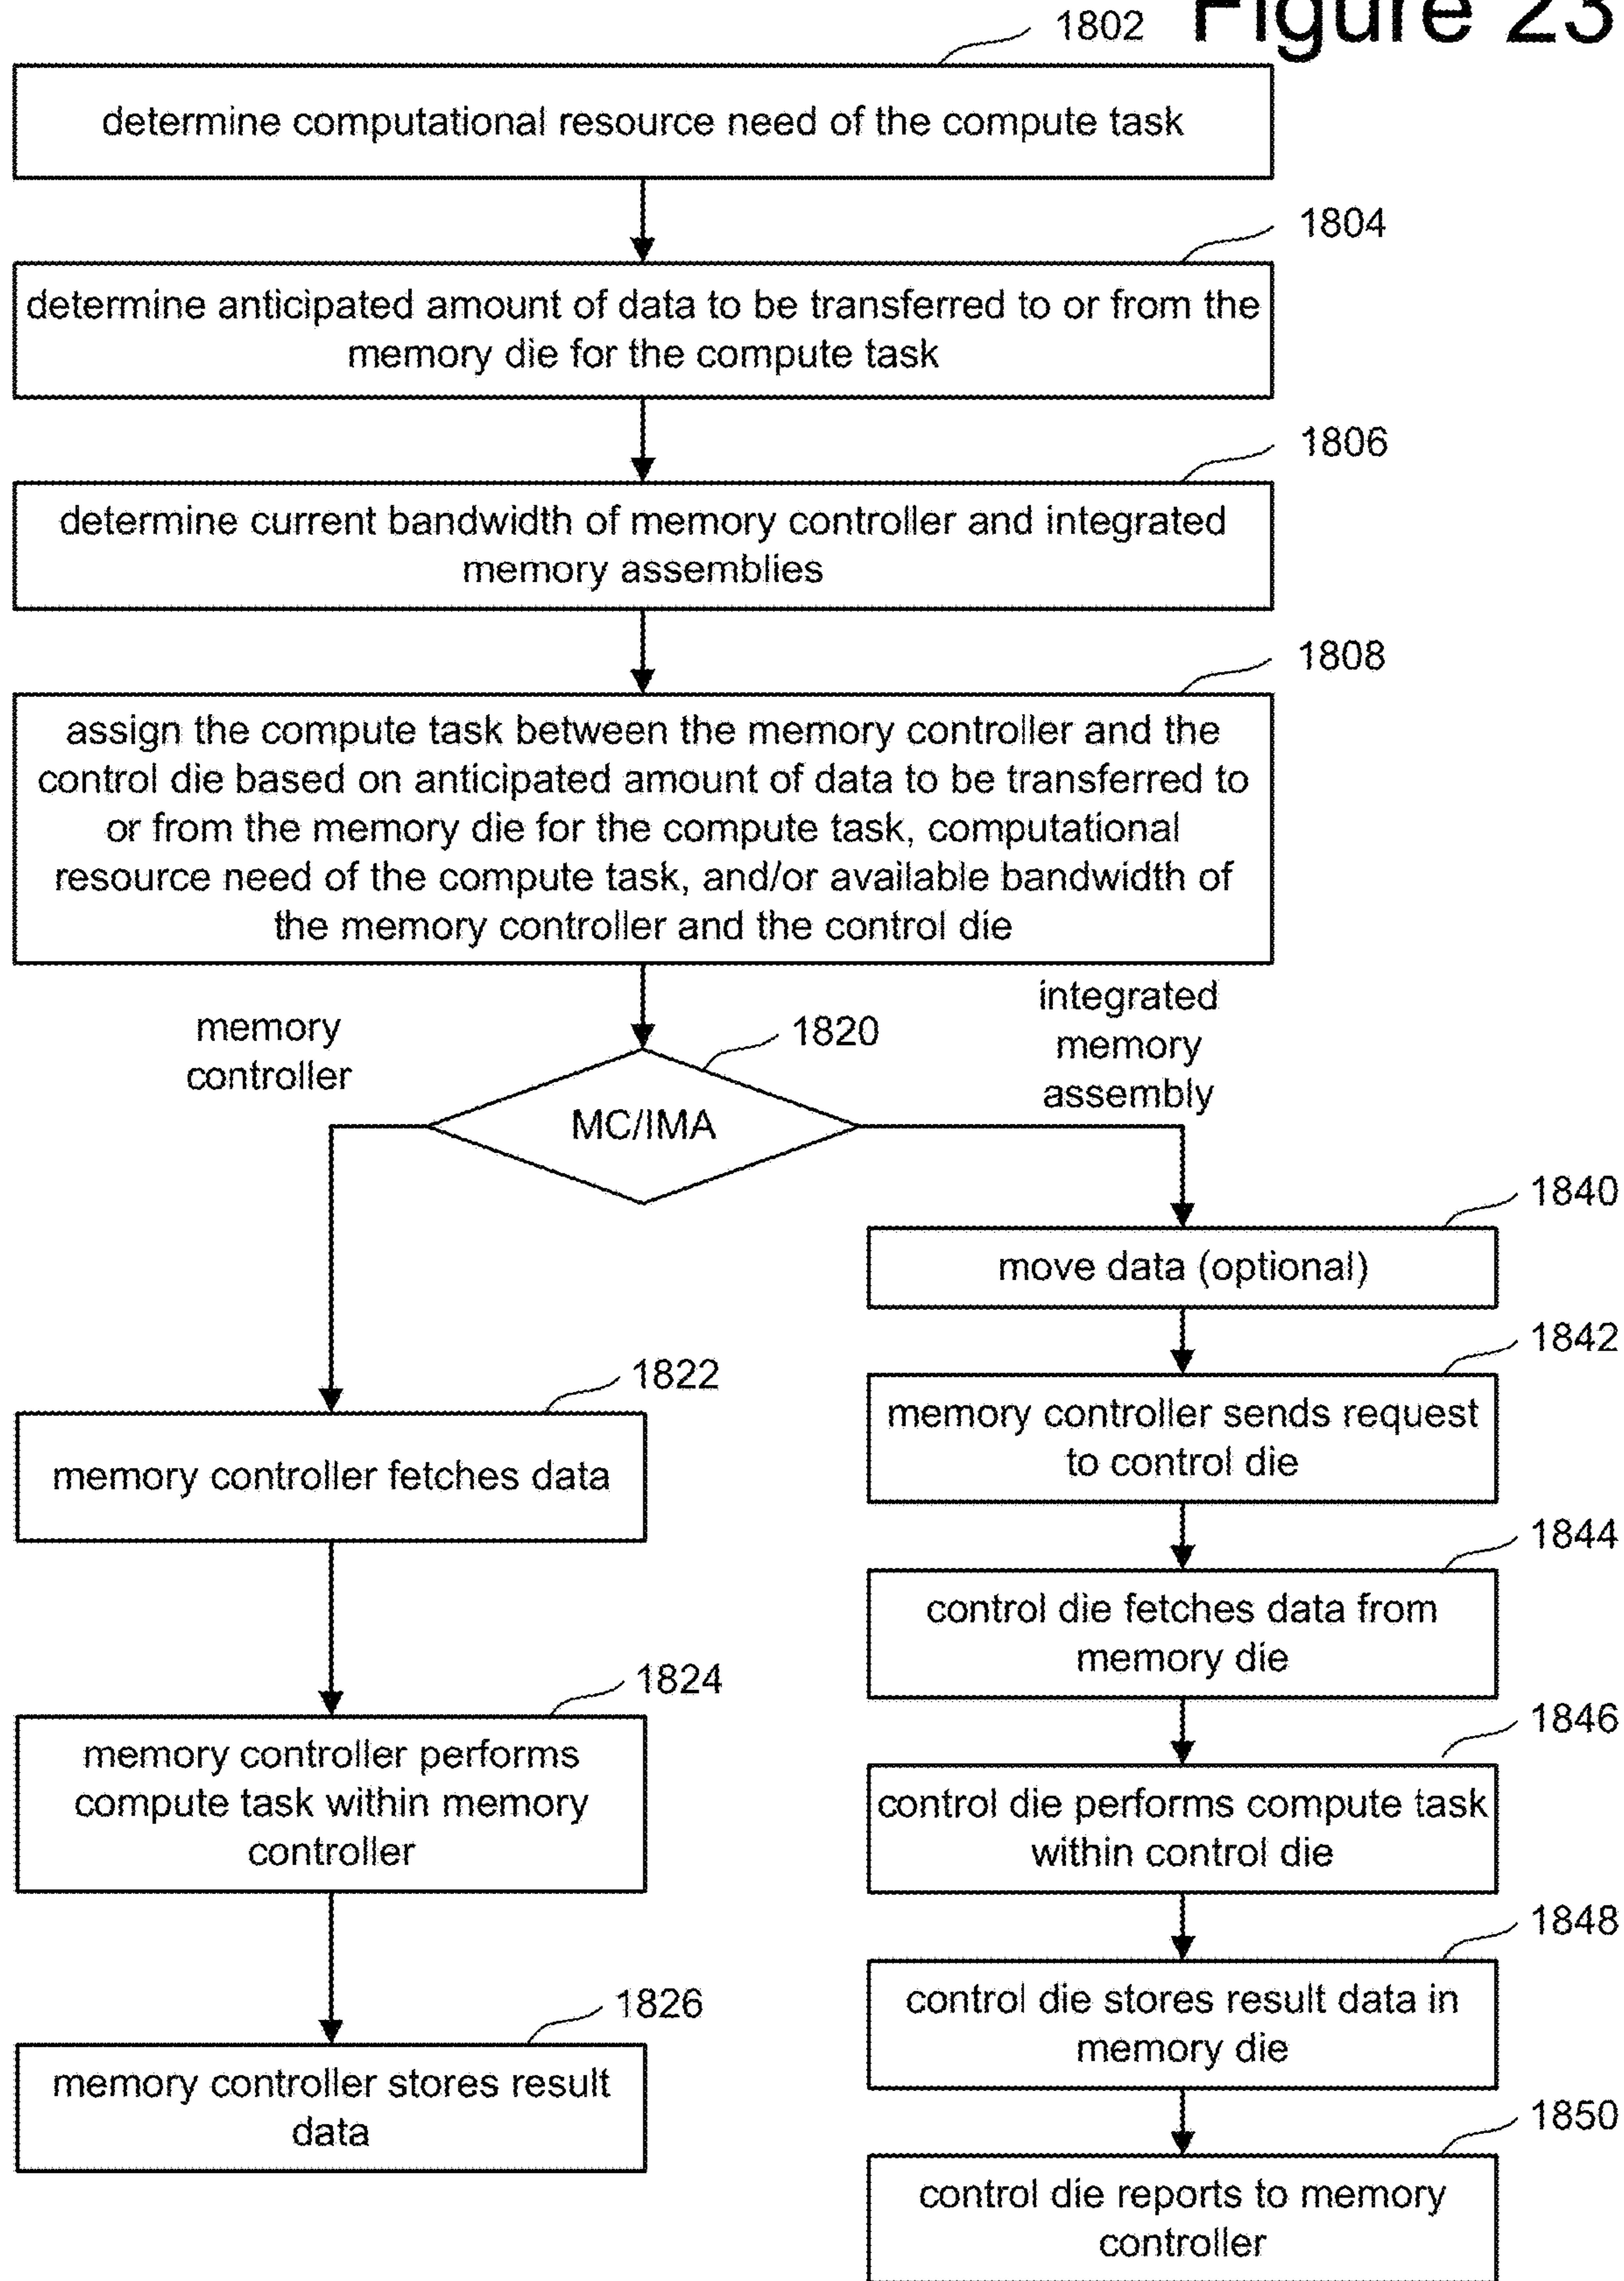 Figure 23
1802
determine computational resource need of the compute task
1804
determine anticipated amount of data to be transferred to or from the
memory die for the compute task
1806
determine current bandwidth of memory controller and integrated
memory assemblies
1808
assign the compute task between the memory controller and the
control die based on anticipated amount of data to be transferred to
or from the memory die for the compute task, computational
resource need of the compute task, and/or available bandwidth of
the memory controller and the control die
memory
controller
1820
integrated
memory
assembly
MC/IMA
1822
memory controller fetches data
1824
memory controller performs
compute task within memory
controller
1826
memory controller stores result
data
1840
move data (optional)
1842
memory controller sends request
to control die
1844
control die fetches data from
memory die
1846
control die performs compute task
within control die
1848
control die stores result data in
memory die
1850
control die reports to memory
controller